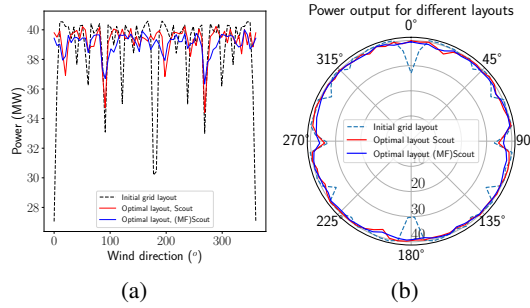 40
38
36
34
32
30
28
Power (MW)
Initial grid layout
Optimal layout, Scout
Optimal layout, (MF)Scout
0
100
200
300
Wind direction (°)
(a)
Power output for different layouts
0°
45°
90°
135°
180°
225°
270°
315°
Initial grid layout
Optimal layout Scout
Optimal layout (MF)Scout
20
30
40
(b)